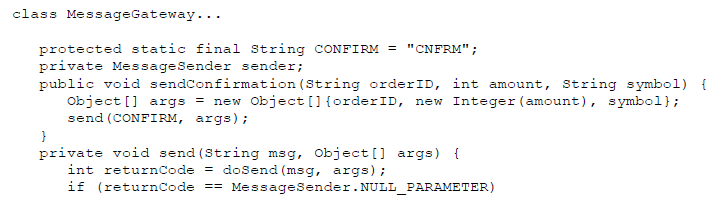 class MessageGateway...
protected static final String CONFIRM = "CNFRM";
private MessageSender sender;
public void sendConfirmation(String orderID, int amount, String symbol) {
Object[] args = new Object[]{orderID, new Integer(amount), symbol};
send(CONFIRM, args);
}
private void send(String msg, Object[] args) {
int returnCode = doSend(msg, args);
if (returnCode == MessageSender.NULL_PARAMETER)